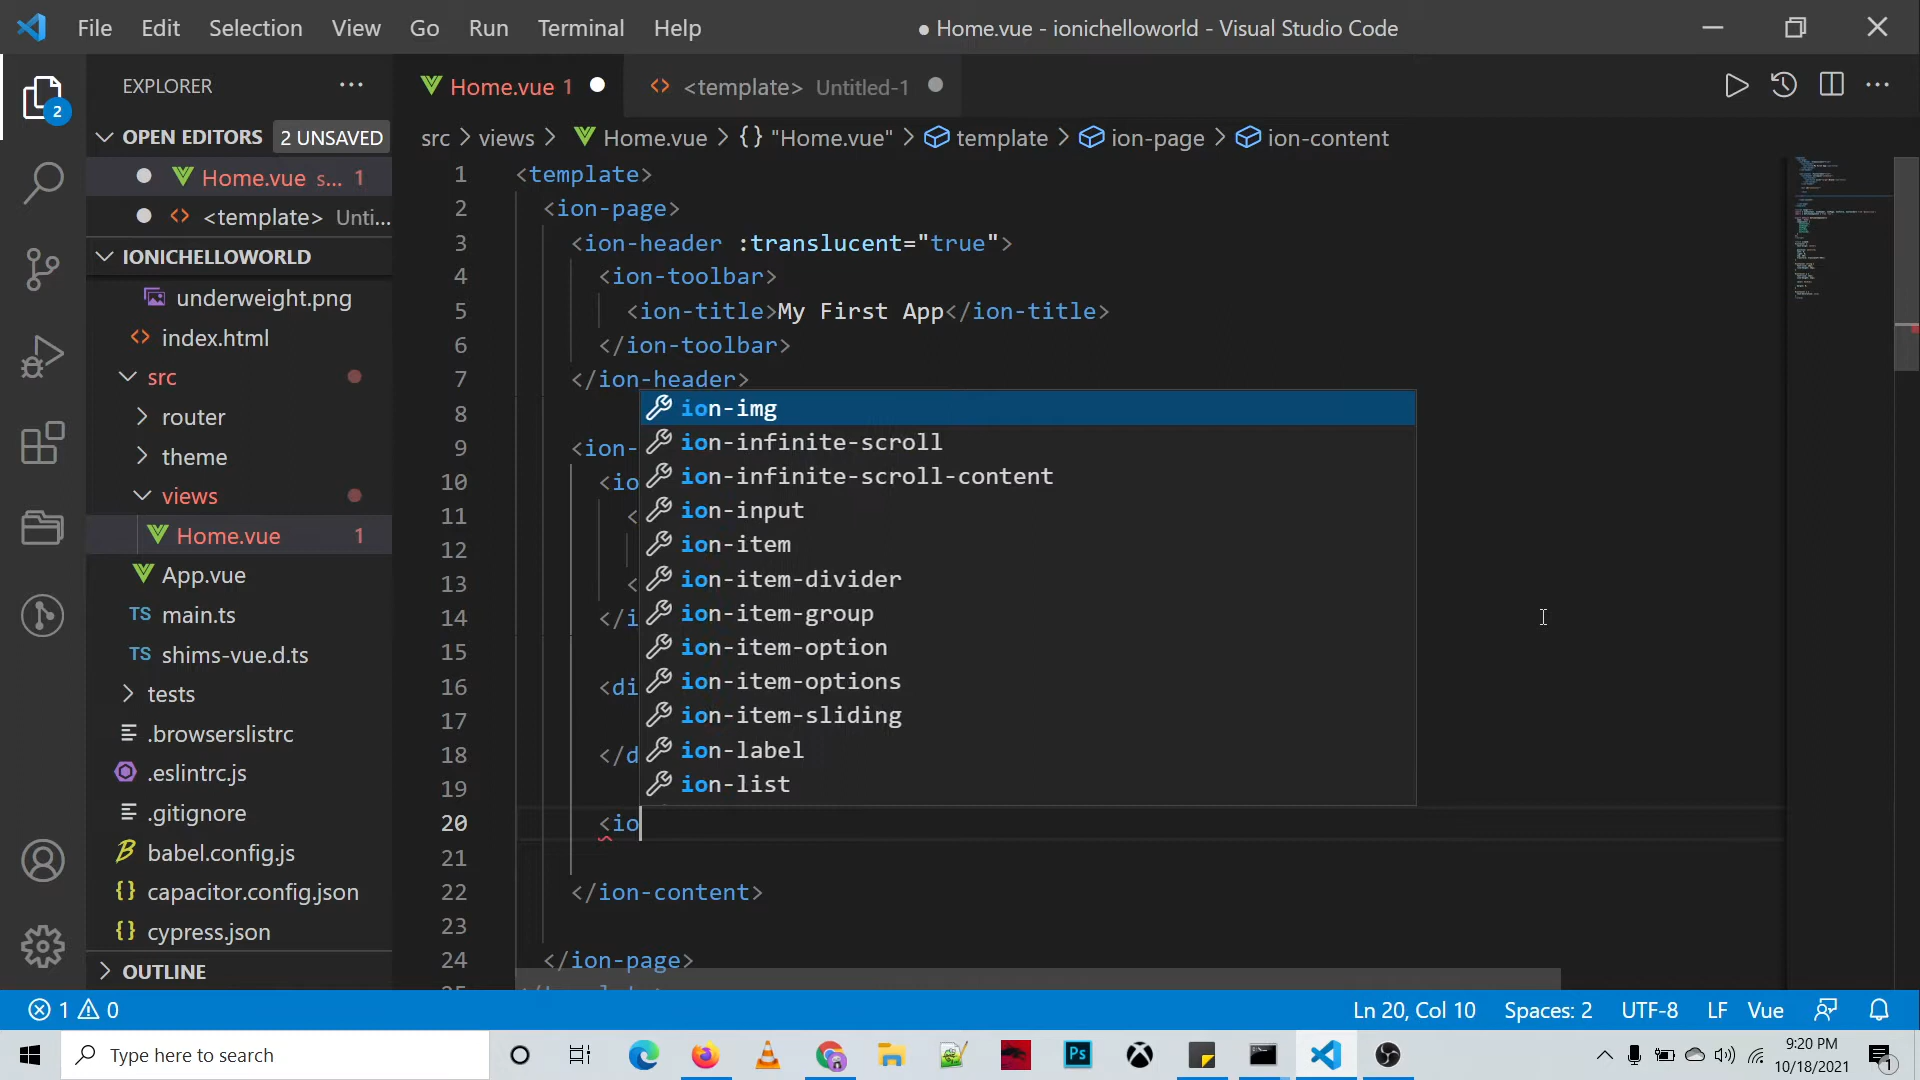 File Edit Selection View Go Run Terminal Help
● Home.vue - ionichelloworld - Visual Studio Code
2
EXPLORER
Home.vue 1
<template> Untitled-1
OPEN EDITORS 2 UNSAVED
Home.vue s... 1
<template> Unti...
src > views > Home.vue > {} "Home.vue" > template > ion-page > ion-content
IONICHELLOWORLD
underweight.png
index.html
src
router
theme
views
Home.vue 1
App.vue
TS main.ts
TS shims-vue.d.ts
tests
.browserslistrc
.eslintrc.js
.gitignore
babel.config.js
{} capacitor.config.json
{} cypress.json
OUTLINE
1 <template>
2 <ion-page>
3 <ion-header :translucent="true">
4 <ion-toolbar>
5 <ion-title>My First App</ion-title>
6 </ion-toolbar>
7 </ion-header>
8
9 <ion-
10 <io
11 <
12
13 <
14 </i
15
16 <di
17
18 </d
19
20 <io
21
22 </ion-content>
23
24 </ion-page>
ion-img
ion-infinite-scroll
ion-infinite-scroll-content
ion-input
ion-item
ion-item-divider
ion-item-group
ion-item-option
ion-item-options
ion-item-sliding
ion-label
ion-list
1 0
Ln 20, Col 10 Spaces: 2 UTF-8 LF Vue
Type here to search
Ps
9:20 PM
10/18/2021
1